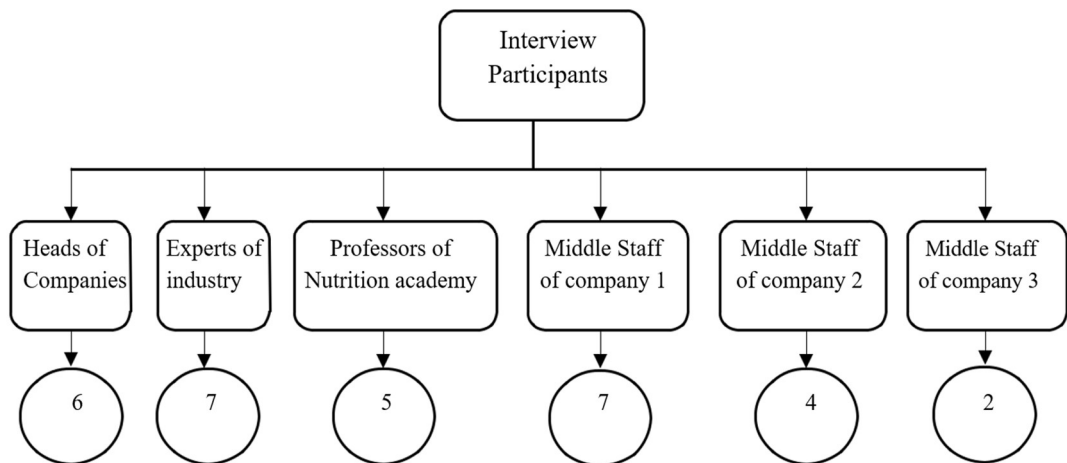 Interview
Participants
Heads of
Companies
Experts of
industry
Professors of
Nutrition academy
Middle Staff
of company 1
Middle Staff
of company 2
Middle Staff
of company 3
6
7
5
7
4
2